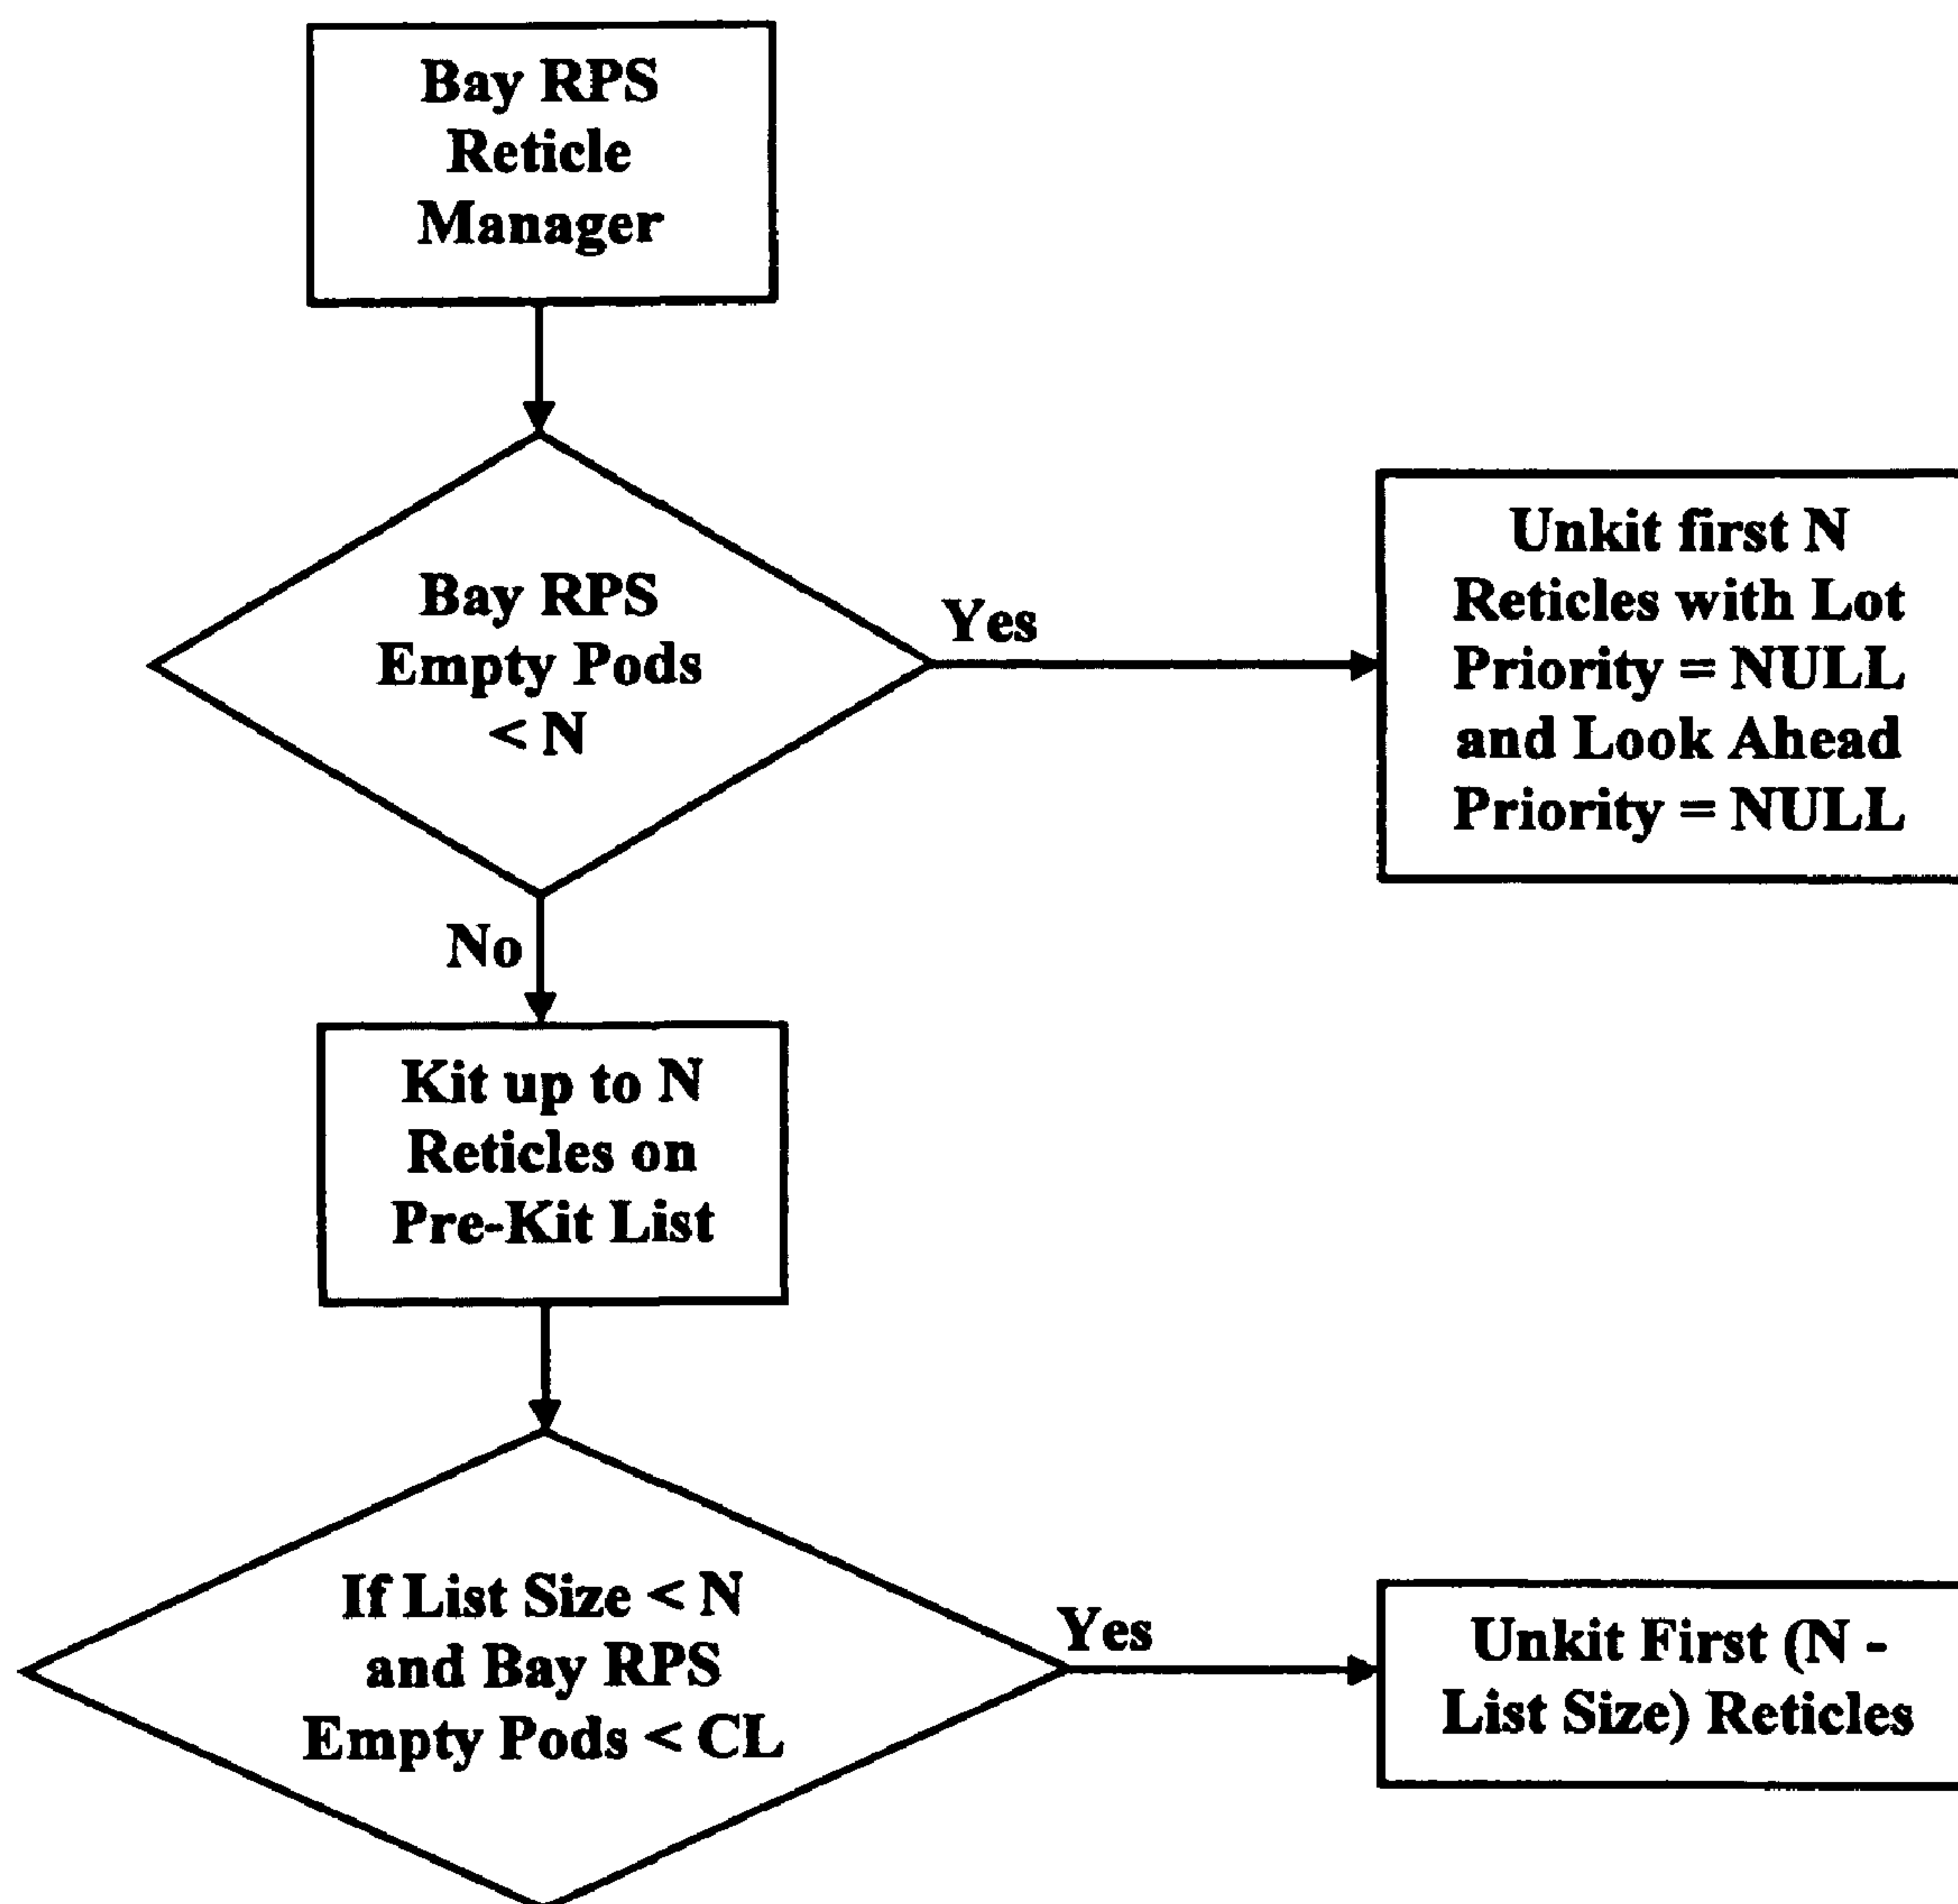 Bay RPS
Reticle
Manager
Bay RPS
Empty Pods
< N
Yes
Unkit first N
Reticles with Lot
Priority = NULL
and Look Ahead
Priority = NULL
No
Kit up to N
Reticles on
Pre-Kit List
If List Size < N
and Bay RPS
Empty Pods < CL
Yes
Unkit First (N -
List Size) Reticles